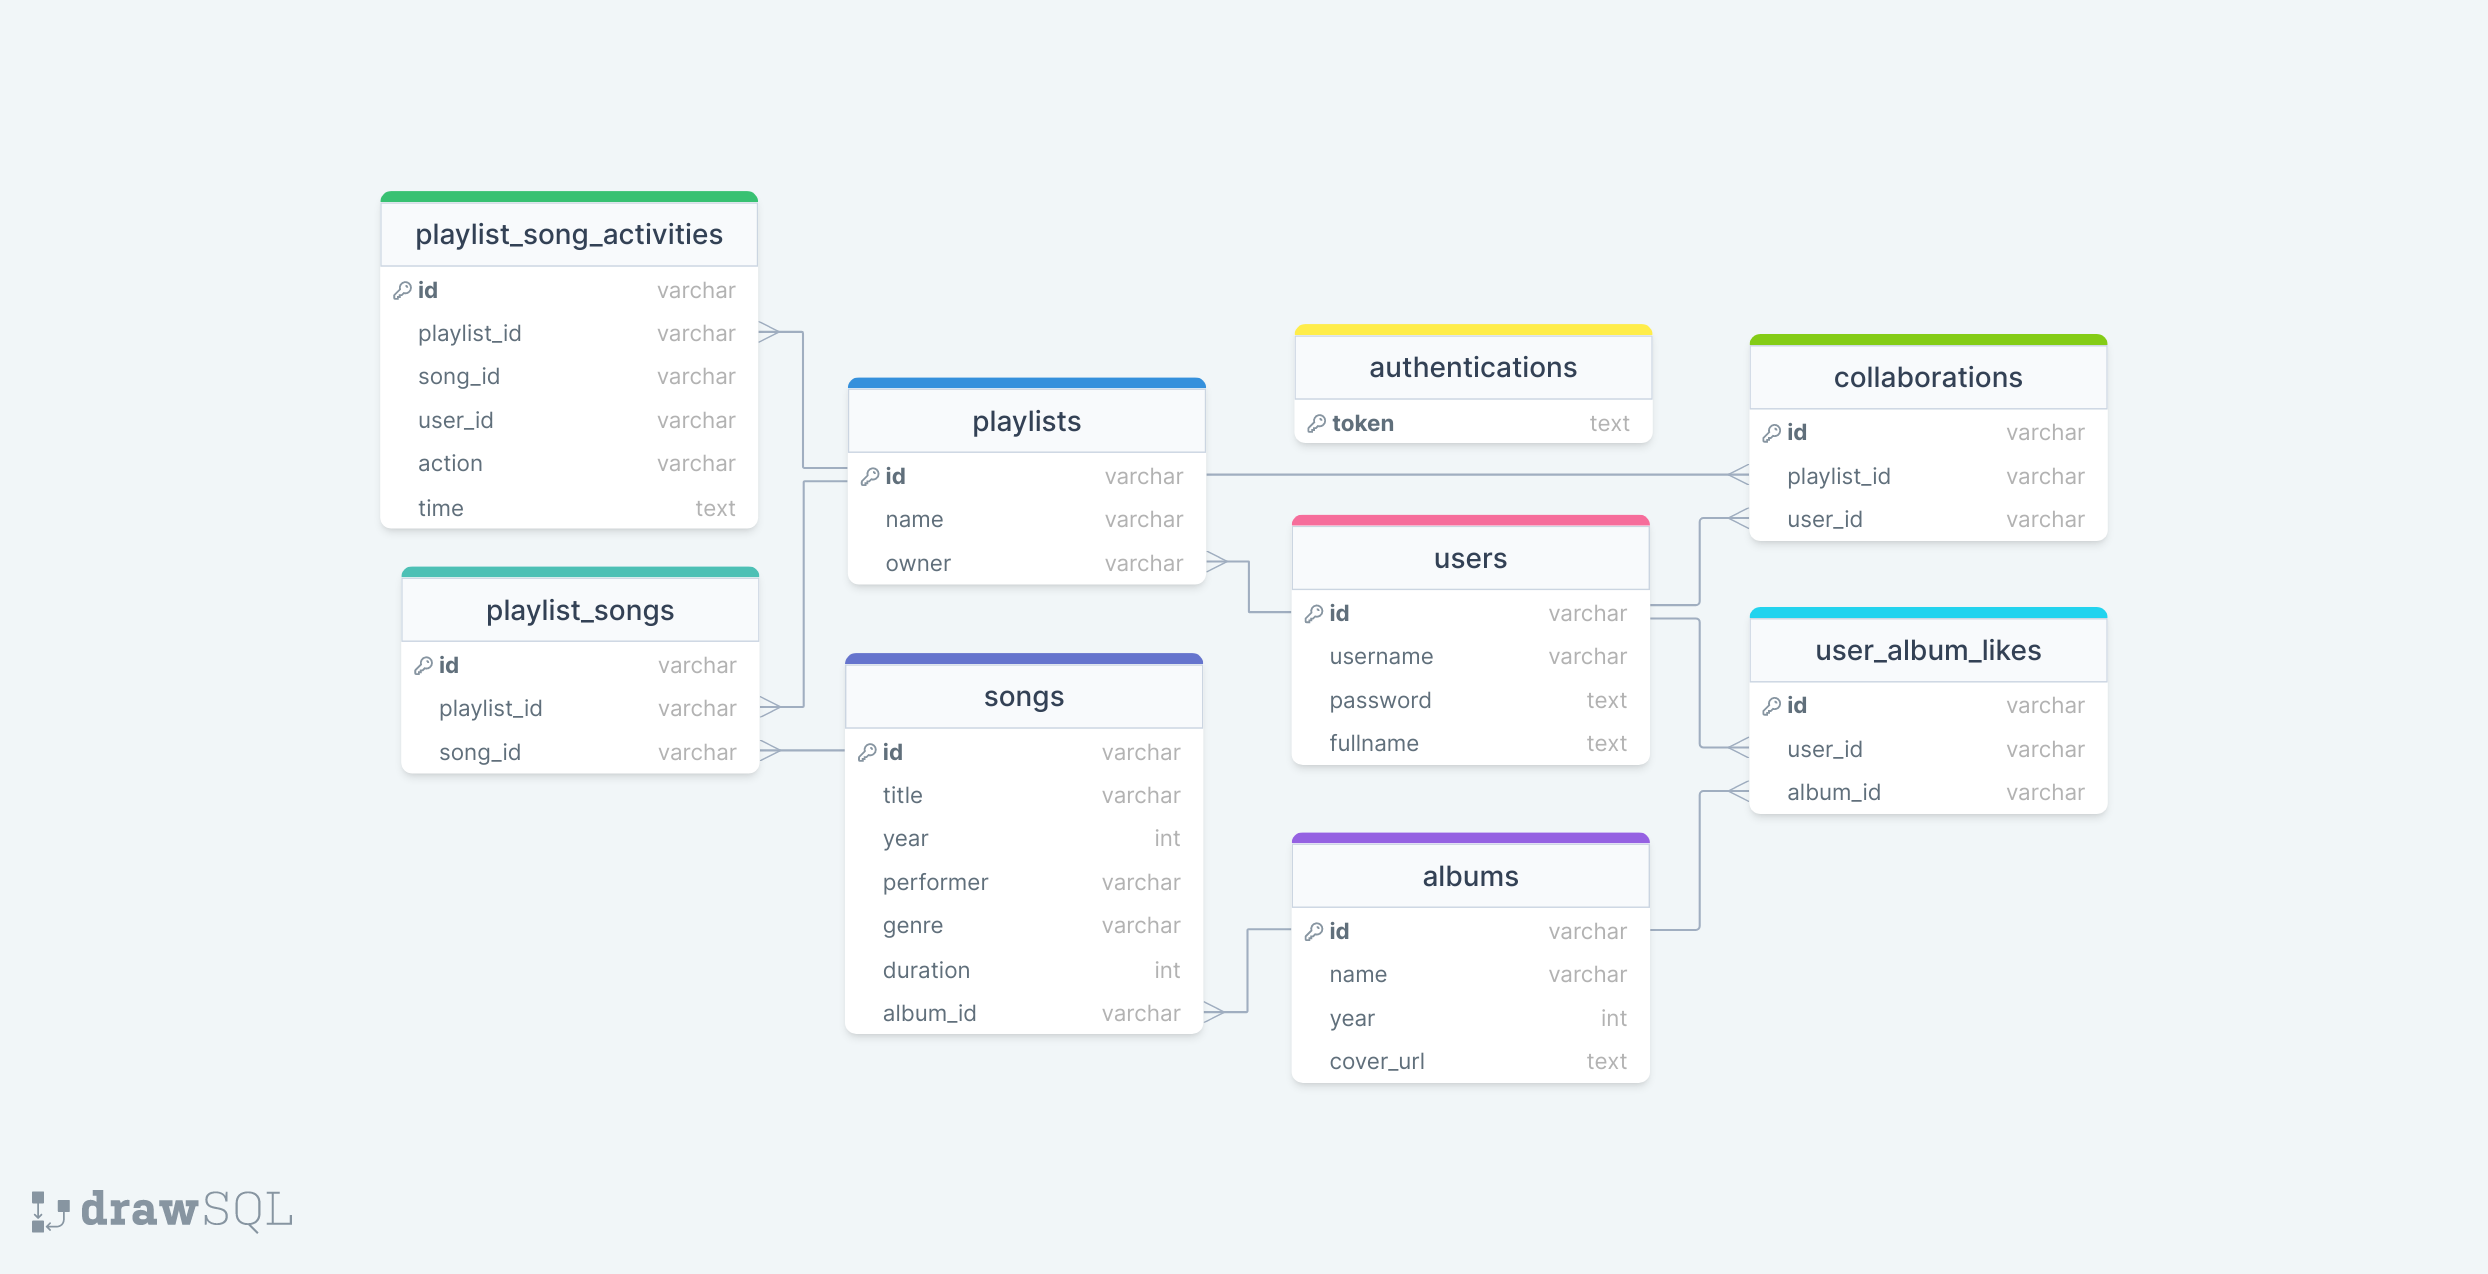 playlist_song_activities
id varchar
playlist_id varchar
song_id varchar
user_id varchar
action varchar
time text
playlist_songs
id varchar
playlist_id varchar
song_id varchar
playlists
id varchar
name varchar
owner varchar
songs
id varchar
title varchar
year int
performer varchar
genre varchar
duration int
album_id varchar
authentications
token text
users
id varchar
username varchar
password text
fullname text
albums
id varchar
name varchar
year int
cover_url text
collaborations
id varchar
playlist_id varchar
user_id varchar
user_album_likes
id varchar
user_id varchar
album_id varchar
drawSQL